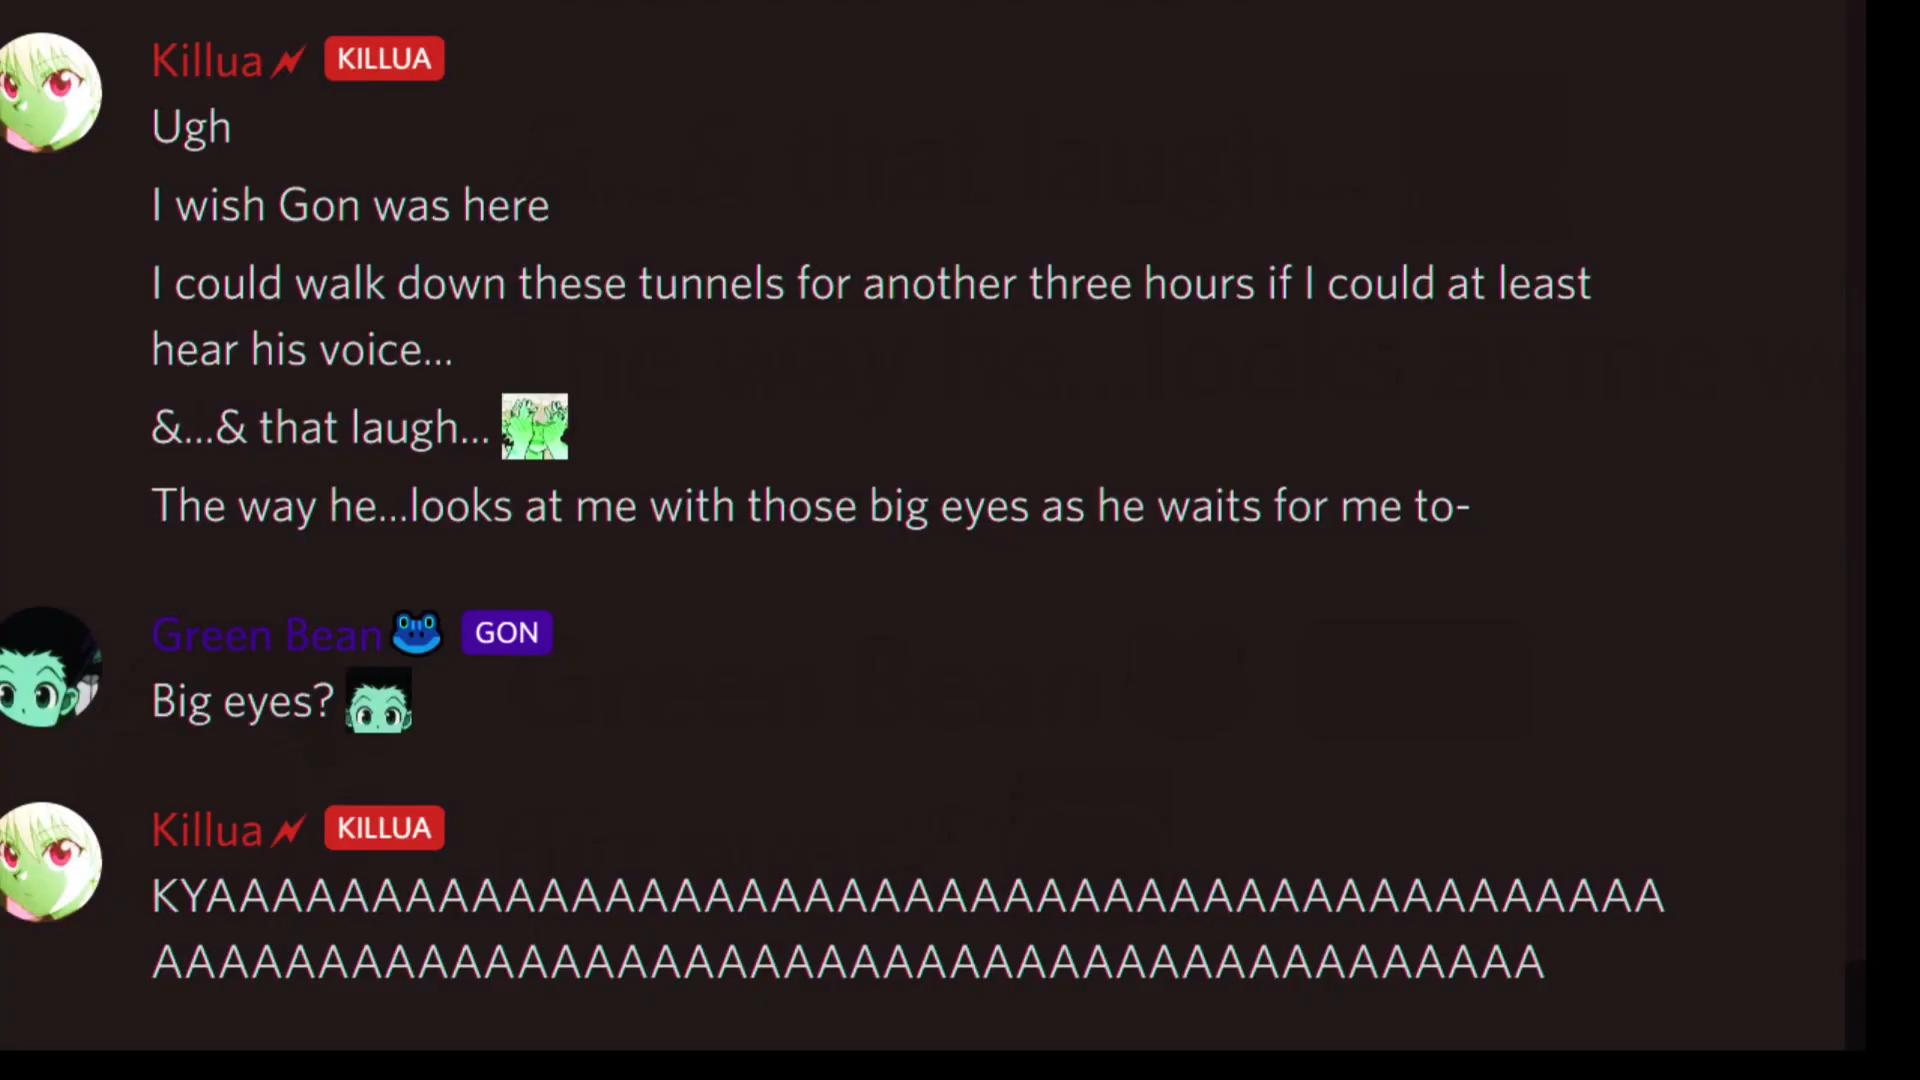 Killua KILLUA
Ugh
I wish Gon was here
I could walk down these tunnels for another three hours if I could at least
hear his voice...
&...& that laugh...
The way he...looks at me with those big eyes as he waits for me to-
Green Bean GON
Big eyes?
Killua KILLUA
KYAAAAAAAAAAAAAAAAAAAAAAAAAAAAAAAAAAAAAAAAAAAA
AAAAAAAAAAAAAAAAAAAAAAAAAAAAAAAAAAAAAAAAAA